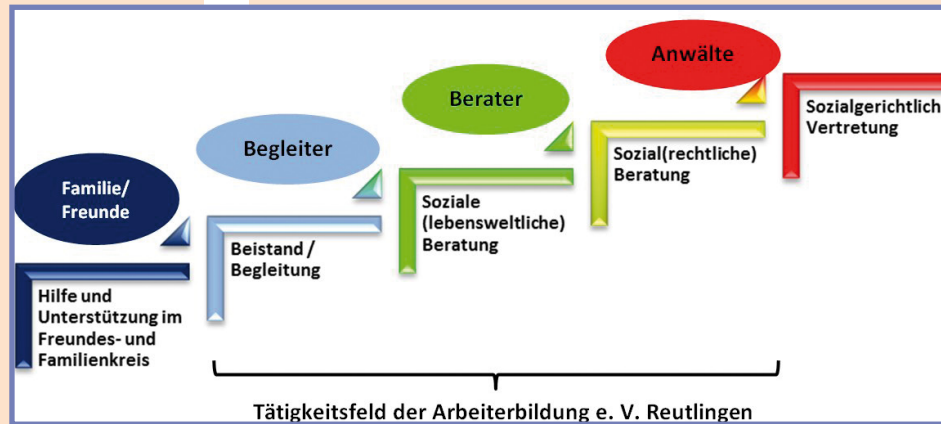 Familie/
Freunde
Hilfe und
Unterstützung im
Freundes- und
Familienkreis
Begleiter
Beistand /
Begleitung
Berater
Soziale
(lebensweltliche)
Beratung
Anwälte
Sozial(rechtliche)
Beratung
Sozialgerichtlich
Vertretung
Tätigkeitsfeld der Arbeiterbildung e. V. Reutlingen